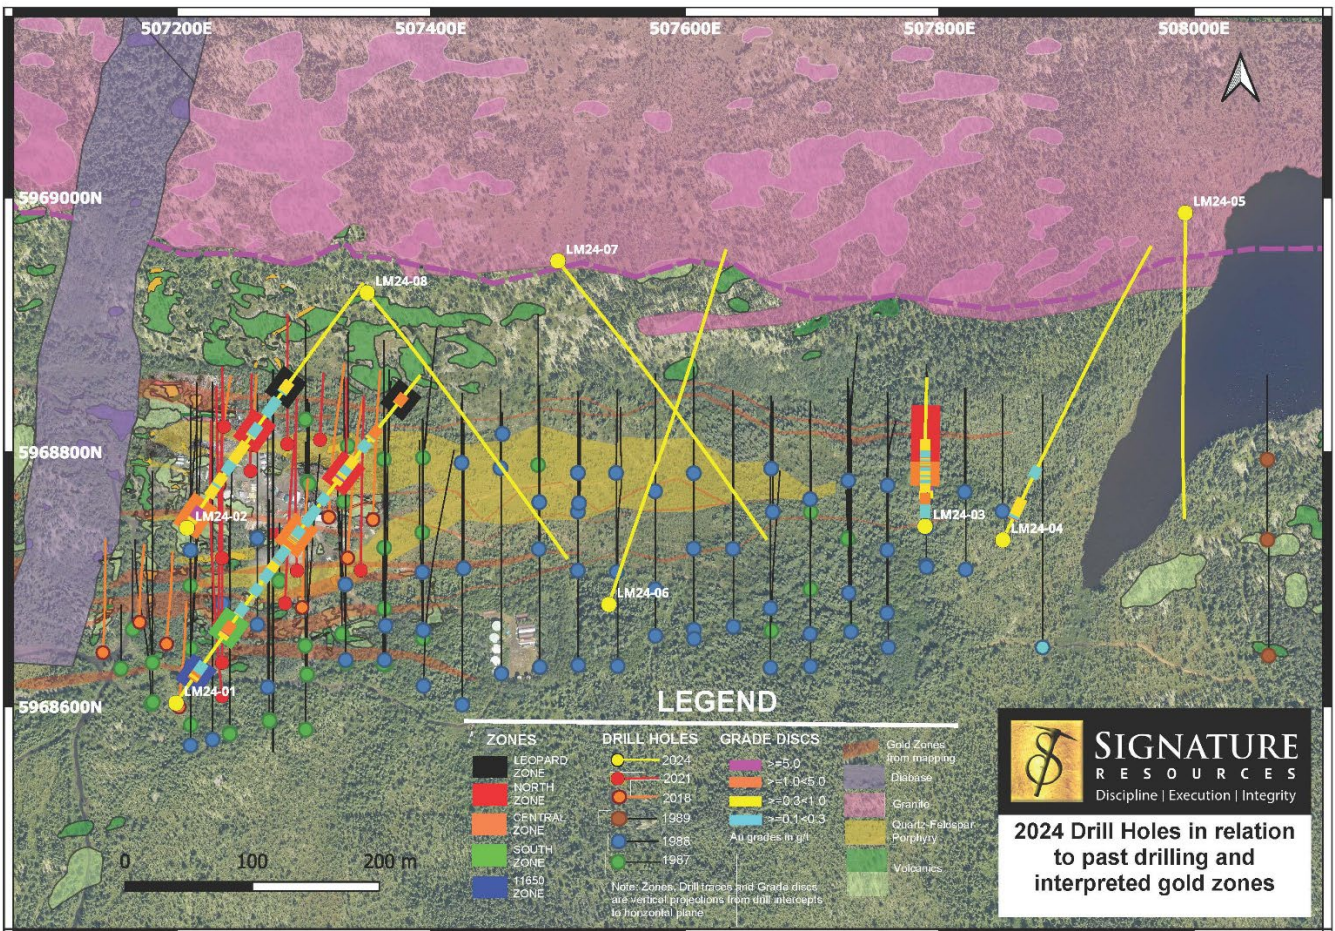 507200E 507400E 507600E 507800E 508000E
5969000N
5968800N
5968600N
LM24-05
LM24-07
LM24-08
LM24-02
LM24-03
LM24-04
LM24-06
LM24-01
0 100 200 m
LEGEND
ZONES
LEOPARD
ZONE
NORTH
ZONE
CENTRAL
ZONE
SOUTH
ZONE
11650
ZONE
DRILL HOLES
2024
2021
2018
1989
1988
1987
Note: Zones, Drill traces and Grade discs
are vertical projections from drill intercepts
to horizontal plane
GRADE DISCS
>=5.0
>=1.0<5.0
>=0.3<1.0
>=0.1<0.3
Au grades in g/t
Gold Zones
from mapping
Diabase
Granite
Quartz-Feldspar
Porphyry
Volcanics
SIGNATURE
RESOURCES
Discipline | Execution | Integrity
2024 Drill Holes in relation
to past drilling and
interpreted gold zones